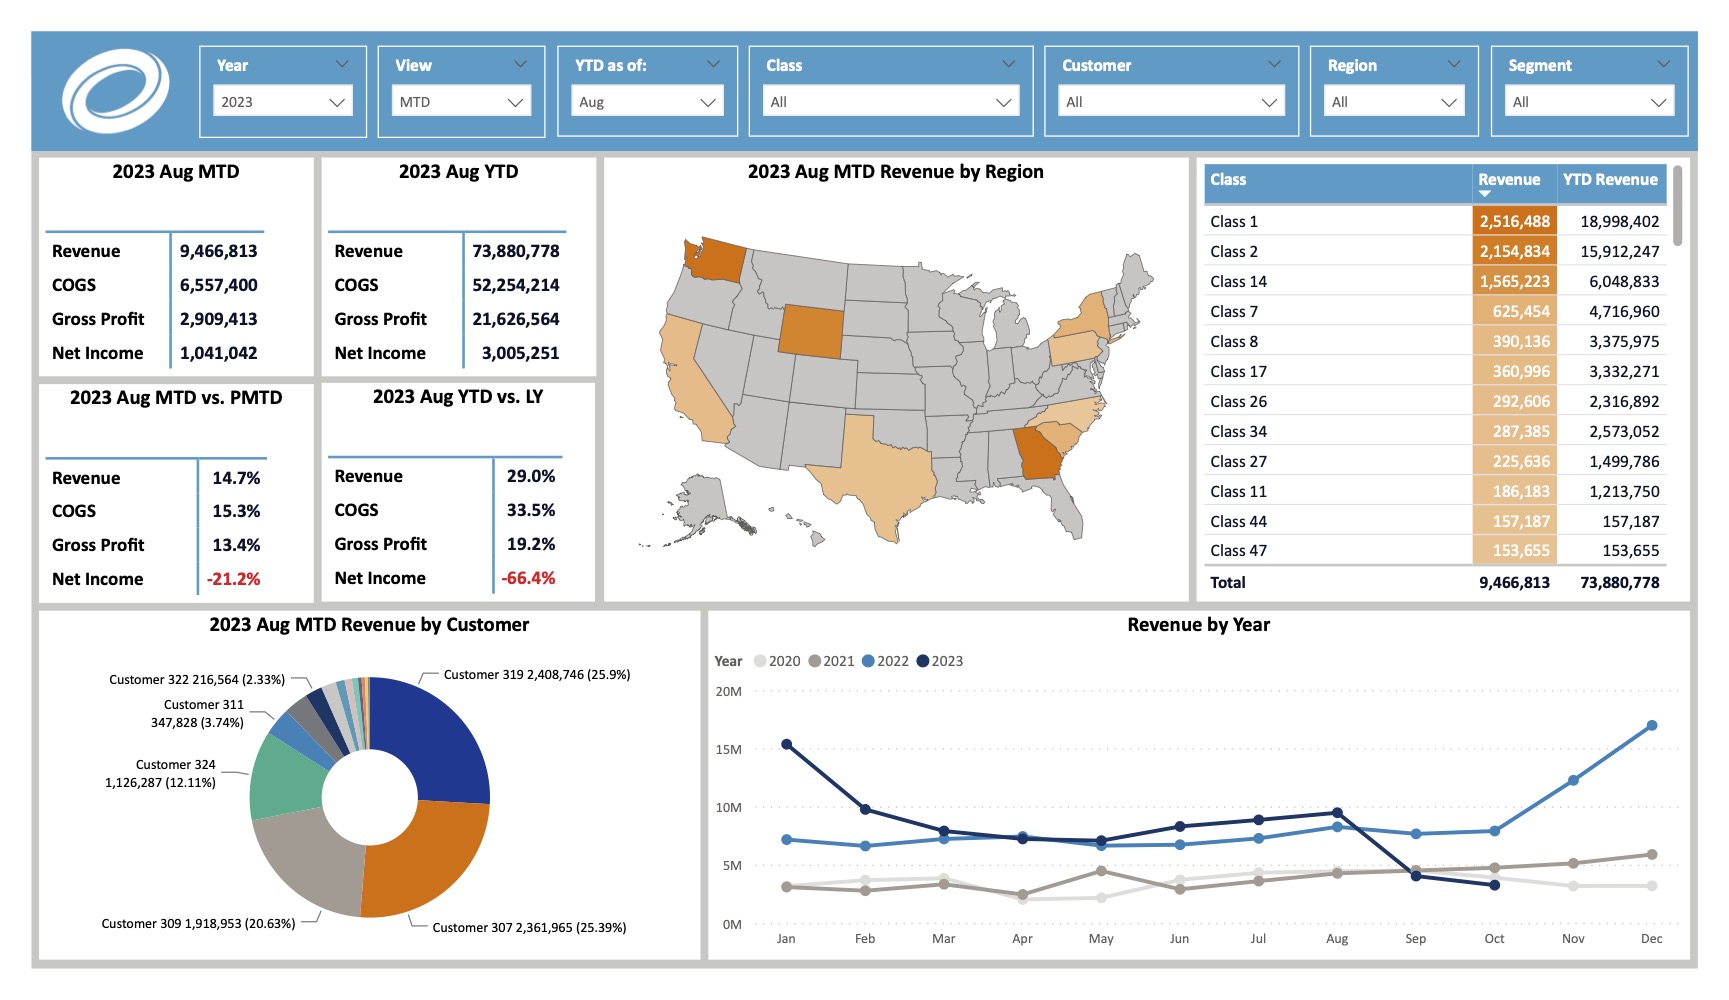 Year
View
YTD as of:
Class
Customer
Region
Segment
2023
MTD
Aug
All
All
All
All
2023 Aug MTD
Revenue 9,466,813
COGS 6,557,400
Gross Profit 2,909,413
Net Income 1,041,042
2023 Aug YTD
Revenue 73,880,778
COGS 52,254,214
Gross Profit 21,626,564
Net Income 3,005,251
2023 Aug MTD vs. PMTD
Revenue 14.7%
COGS 15.3%
Gross Profit 13.4%
Net Income -21.2%
2023 Aug YTD vs. LY
Revenue 29.0%
COGS 33.5%
Gross Profit 19.2%
Net Income -66.4%
2023 Aug MTD Revenue by Region
Class Revenue YTD Revenue
Class 1 2,516,488 18,998,402
Class 2 2,154,834 15,912,247
Class 14 1,565,223 6,048,833
Class 7 625,454 4,716,960
Class 8 390,136 3,375,975
Class 17 360,996 3,332,271
Class 26 292,606 2,316,892
Class 34 287,385 2,573,052
Class 27 225,636 1,499,786
Class 11 186,183 1,213,750
Class 44 157,187 157,187
Class 47 153,655 153,655
Total 9,466,813 73,880,778
2023 Aug MTD Revenue by Customer
Customer 319 2,408,746 (25.9%)
Customer 322 216,564 (2.33%)
Customer 311
347,828 (3.74%)
Customer 324
1,126,287 (12.11%)
Customer 309 1,918,953 (20.63%)
Customer 307 2,361,965 (25.39%)
Revenue by Year
Year 2020 2021 2022 2023
20M
15M
10M
5M
0M
Jan Feb Mar Apr May Jun Jul Aug Sep Oct Nov Dec